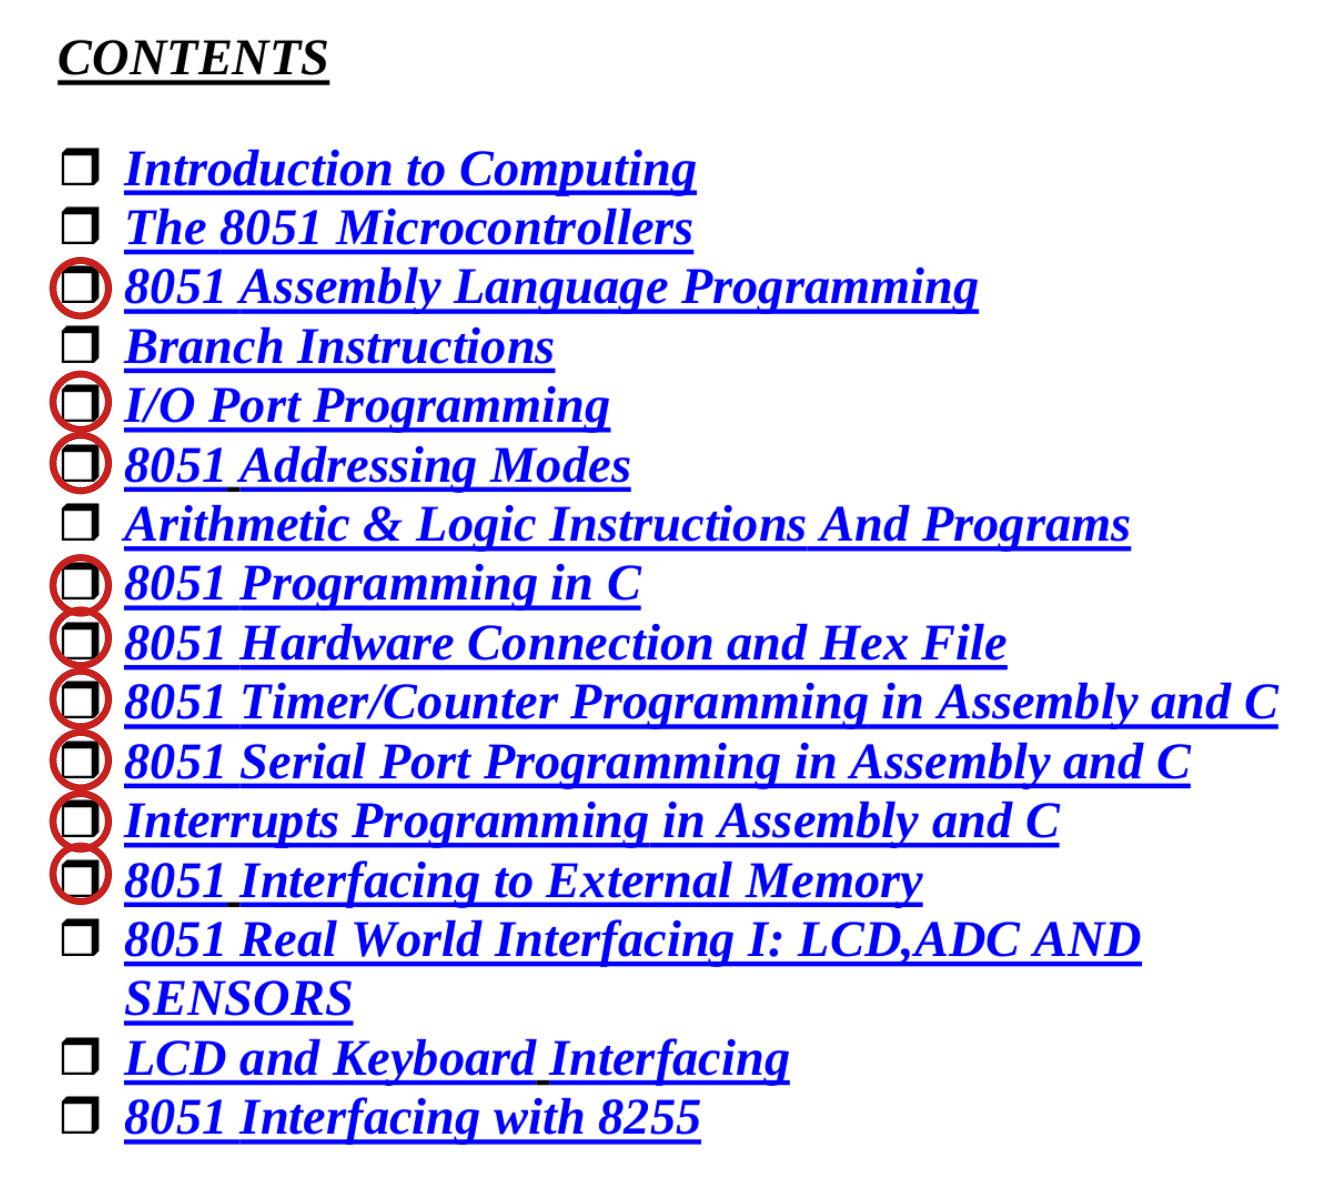 CONTENTS
❒ Introduction to Computing
❒ The 8051 Microcontrollers
❒ 8051 Assembly Language Programming
❒ Branch Instructions
❒ I/O Port Programming
❒ 8051 Addressing Modes
❒ Arithmetic & Logic Instructions And Programs
❒ 8051 Programming in C
❒ 8051 Hardware Connection and Hex File
❒ 8051 Timer/Counter Programming in Assembly and C
❒ 8051 Serial Port Programming in Assembly and C
❒ Interrupts Programming in Assembly and C
❒ 8051 Interfacing to External Memory
❒ 8051 Real World Interfacing I: LCD,ADC AND
SENSORS
❒ LCD and Keyboard Interfacing
❒ 8051 Interfacing with 8255